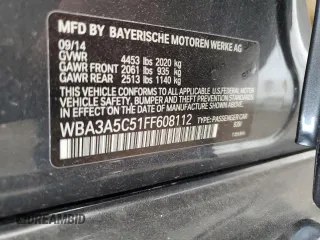 MFD BY BAYERISCHE MOTOREN WERKE AG
09/14
GVWR 4453 lbs 2020 kg
GAWR FRONT 2061 lbs 935 kg
GAWR REAR 2513 lbs 1140 kg
THIS VEHICLE CONFORMS TO ALL APPLICABLE U.S. FEDERAL MOTOR
VEHICLE SAFETY, BUMPER, AND THEFT PREVENTION STANDARDS IN
EFFECT ON THE DATE OF MANUFACTURE SHOWN ABOVE.
WBA3A5C51FF608112 TYPE: PASSENGER CAR